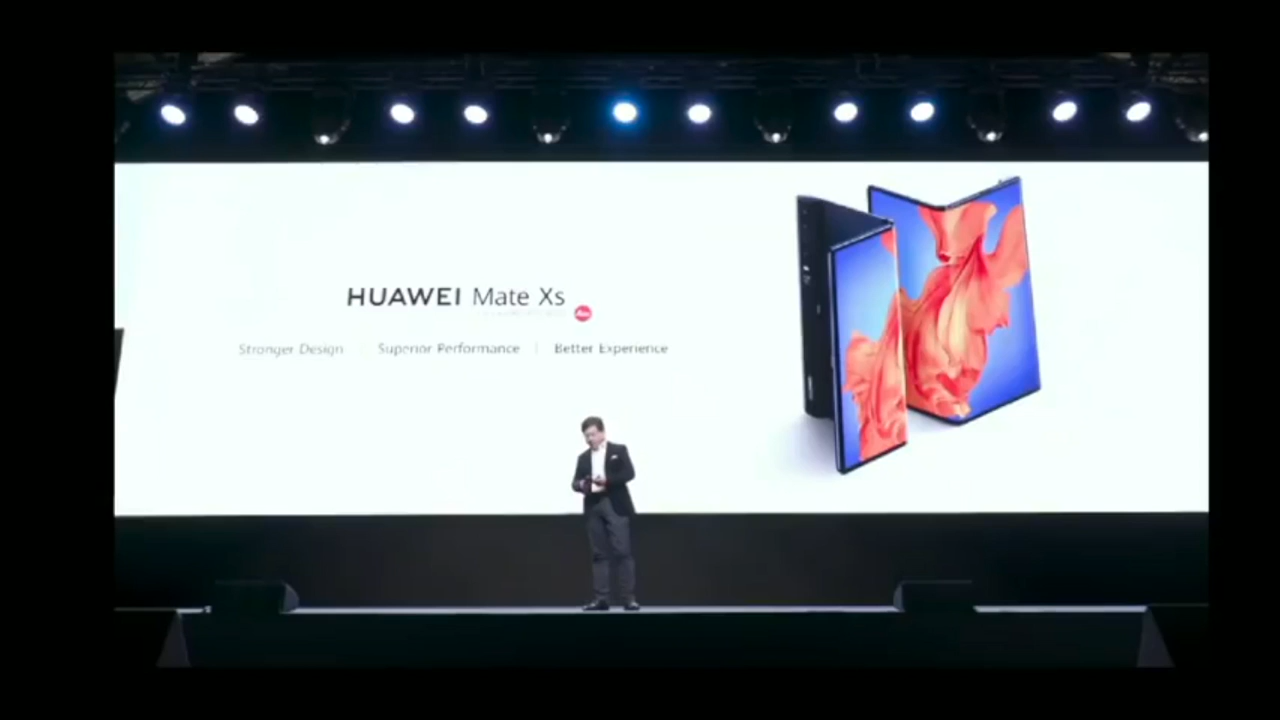 HUAWEI Mate Xs
Stronger Design | Superior Performance | Better Experience